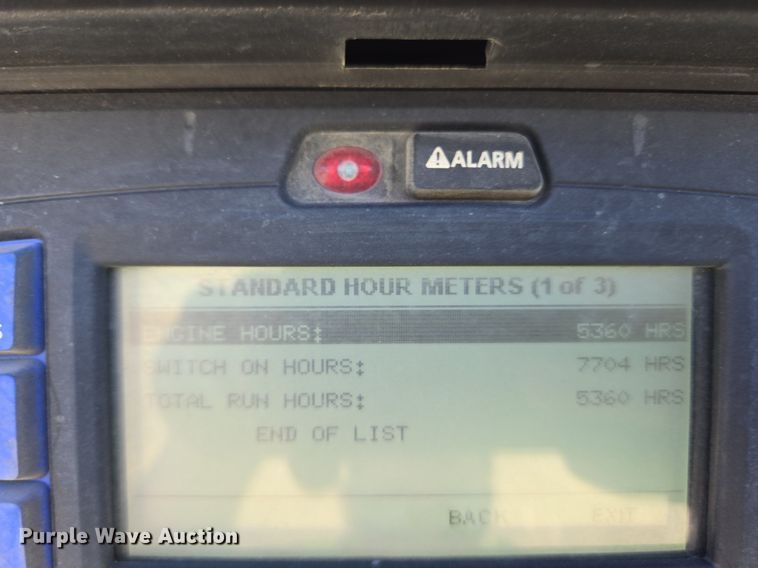 ⚠ALARM
STANDARD HOUR METERS (1 of 3)
ENGINE HOURS: 5360 HRS
SWITCH ON HOURS: 7704 HRS
TOTAL RUN HOURS: 5360 HRS
END OF LIST
BACK EXIT
Purple Wave Auction